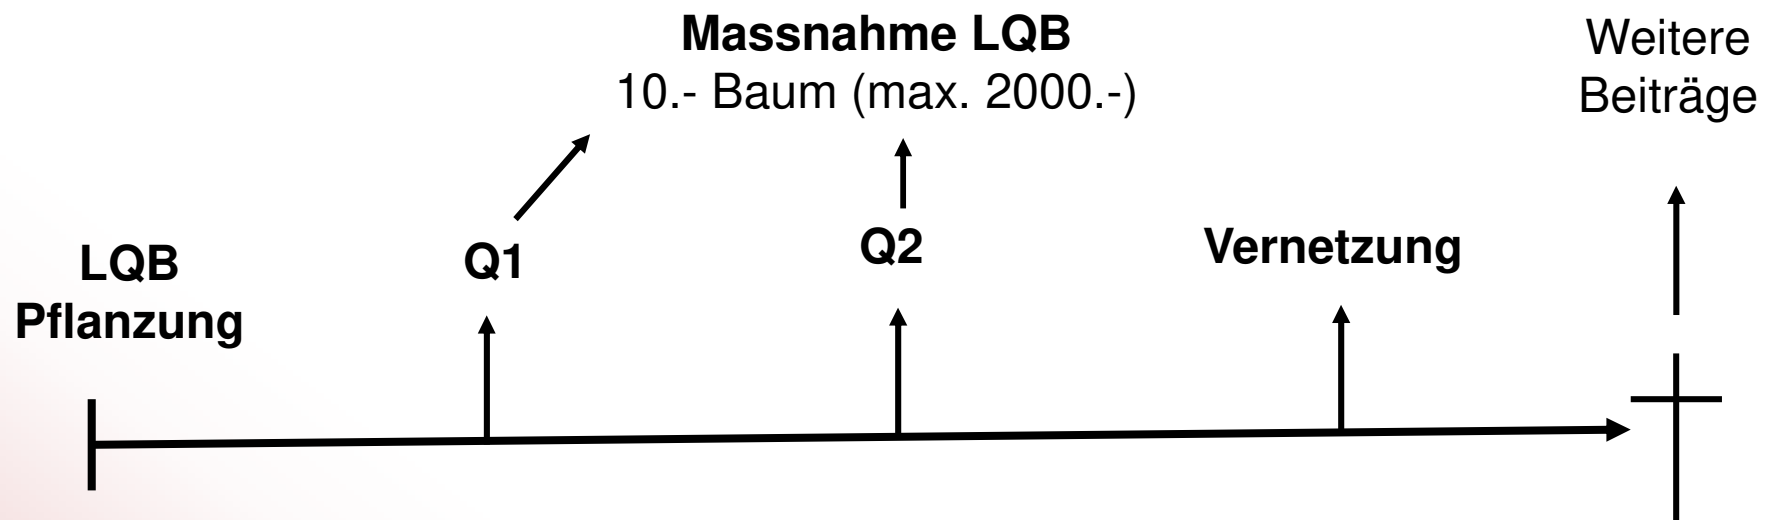 Massnahme LQB
10.- Baum (max. 2000.-)
Weitere
Beiträge
LQB
Pflanzung
Q1
Q2
Vernetzung